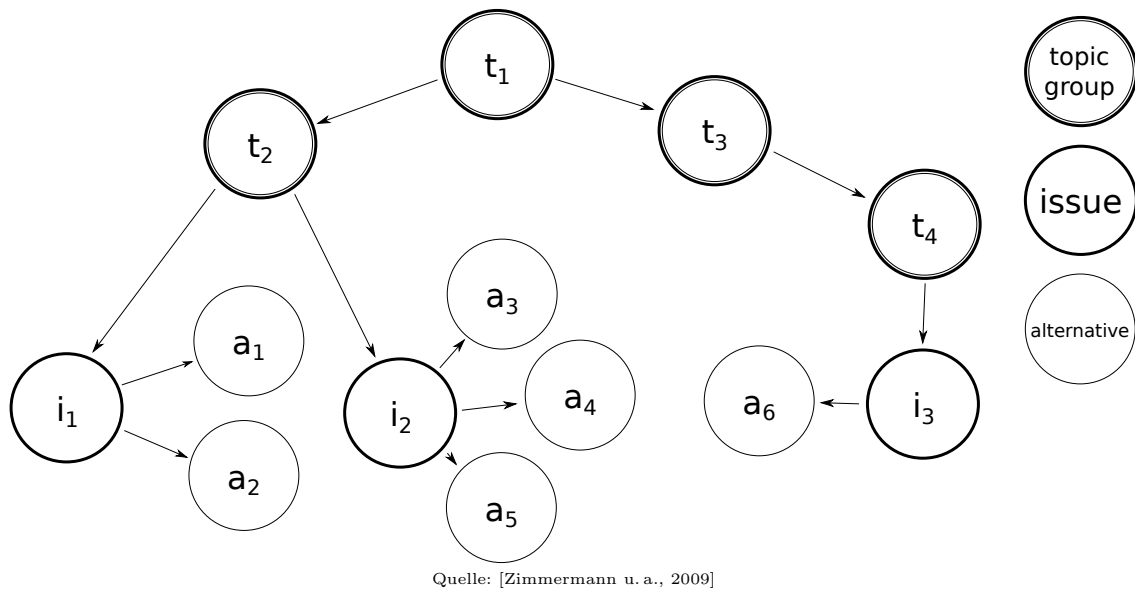 t1
topic
group
t2
t3
issue
t4
a3
alternative
a1
a4
a6
i3
i1
i2
a2
a5
Quelle: [Zimmermann u. a., 2009]